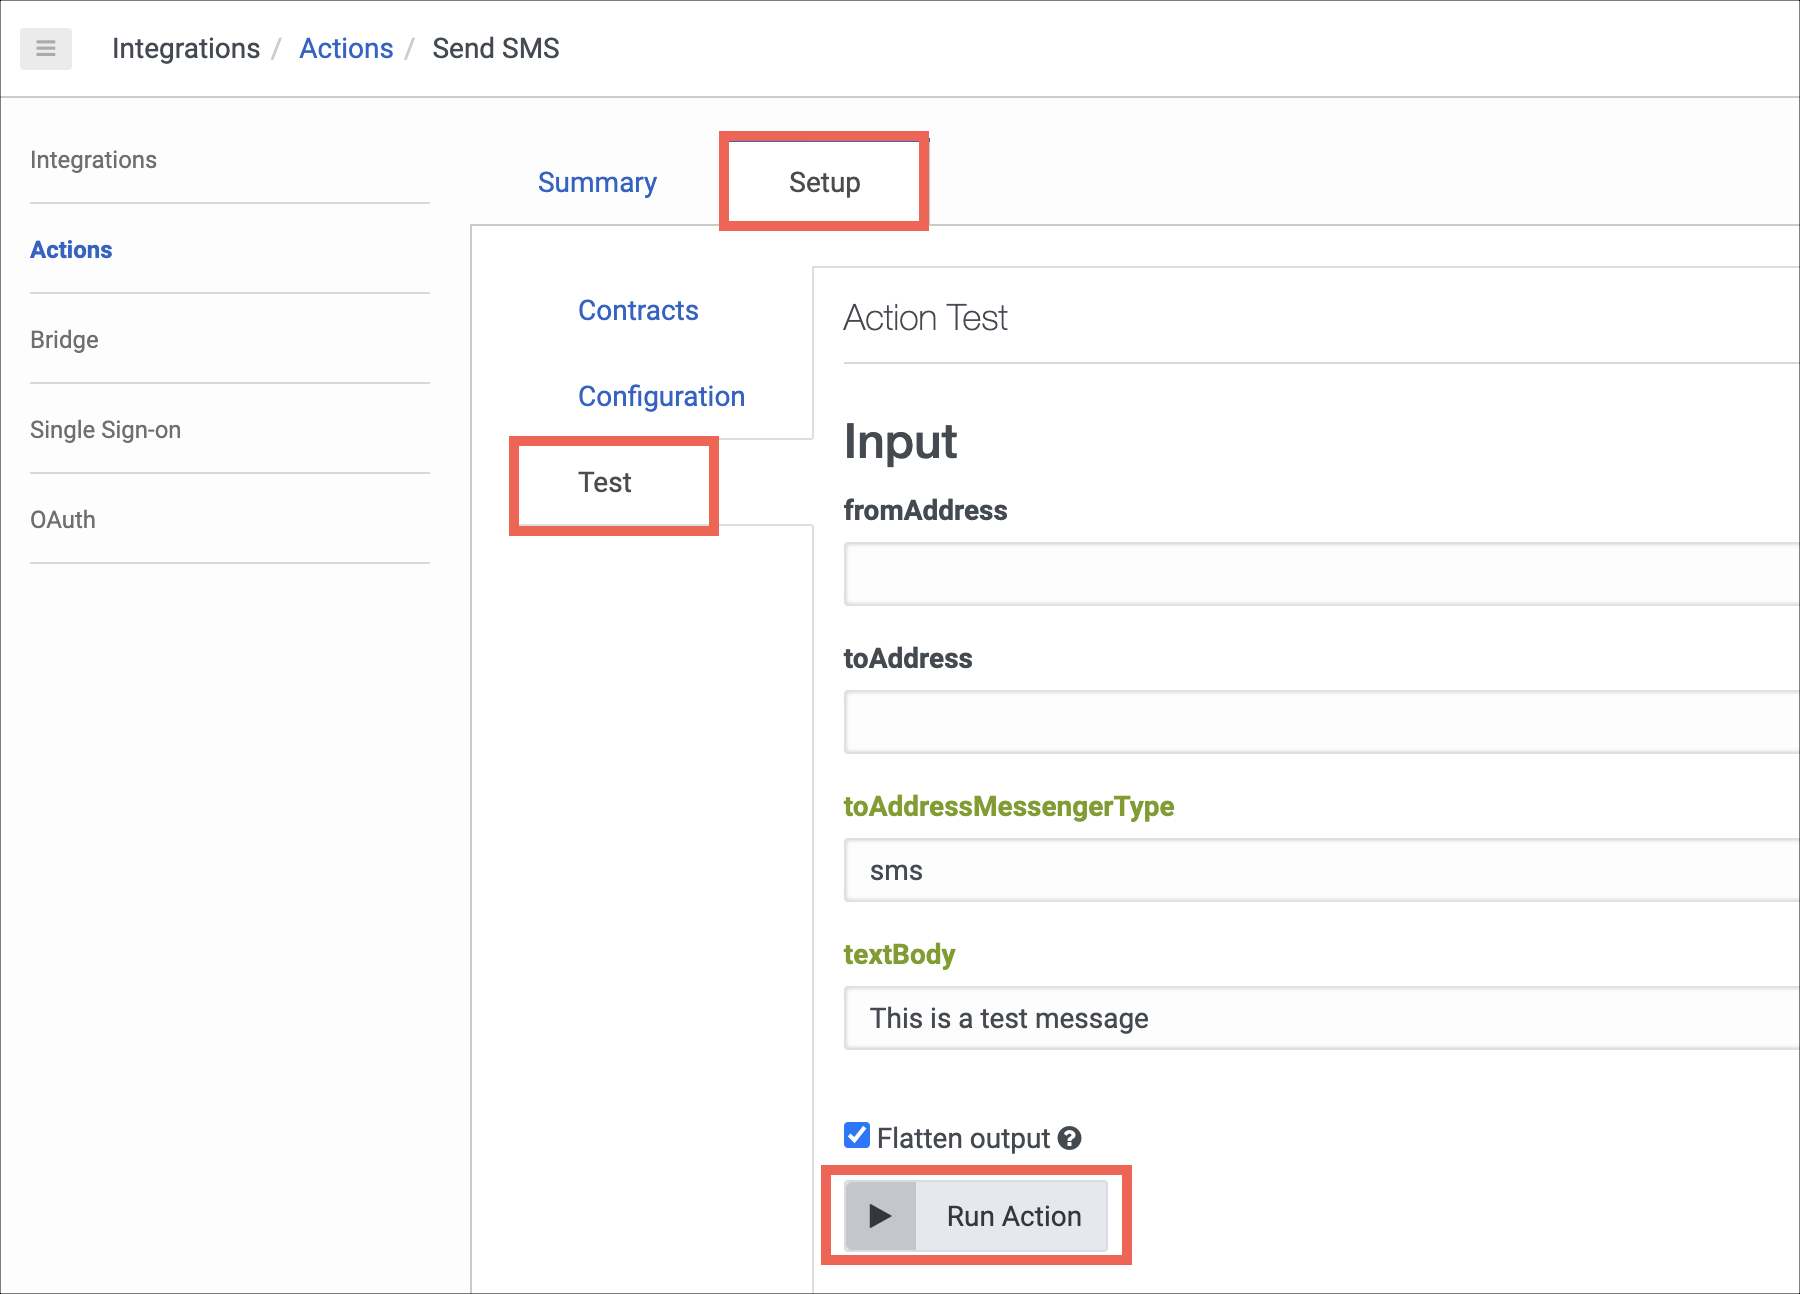 Integrations / Actions / Send SMS
Integrations
Actions
Bridge
Single Sign-on
OAuth
Summary
Setup
Contracts
Configuration
Test
Action Test
Input
fromAddress
toAddress
toAddressMessengerType
sms
textBody
This is a test message
Flatten output ?
Run Action